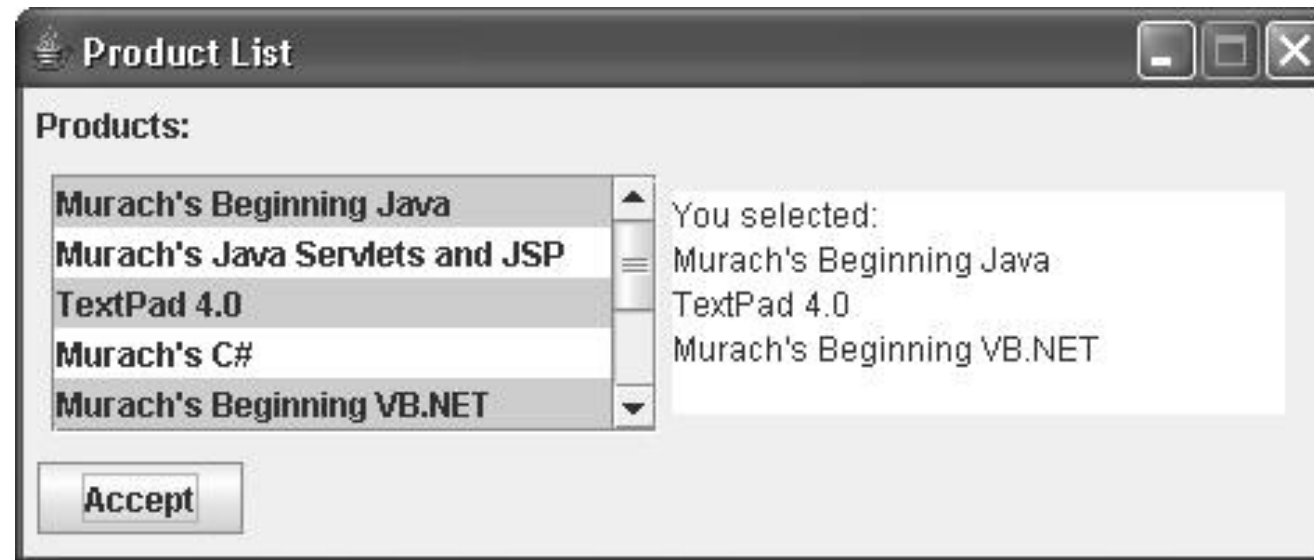 Product List
Products:
Murach's Beginning Java
Murach's Java Servlets and JSP
TextPad 4.0
Murach's C#
Murach's Beginning VB.NET
You selected:
Murach's Beginning Java
TextPad 4.0
Murach's Beginning VB.NET
Accept